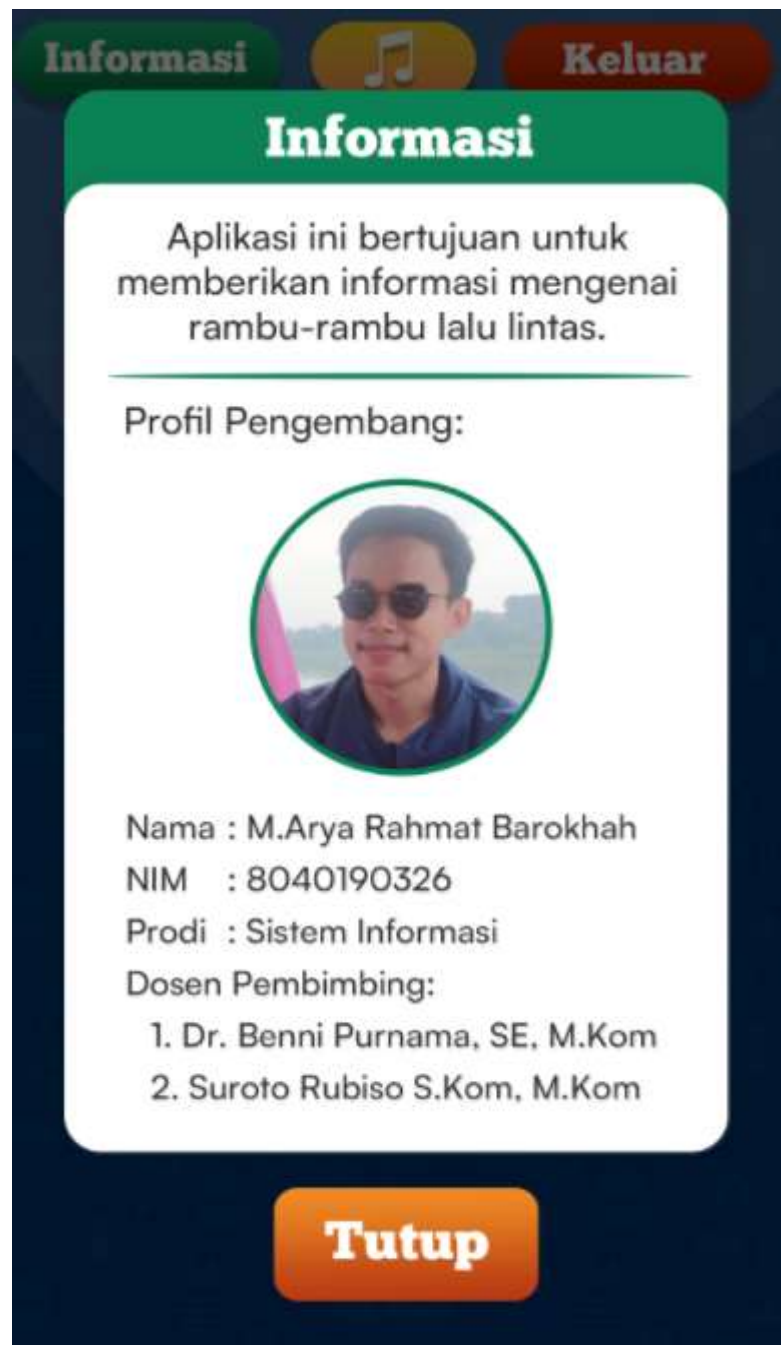 Informasi
Keluar
Informasi
Aplikasi ini bertujuan untuk
memberikan informasi mengenai
rambu-rambu lalu lintas.
Profil Pengembang:
Nama : M.Arya Rahmat Barokhah
NIM : 8040190326
Prodi : Sistem Informasi
Dosen Pembimbing:
1. Dr. Benni Purnama, SE, M.Kom
2. Suroto Rubiso S.Kom, M.Kom
Tutup